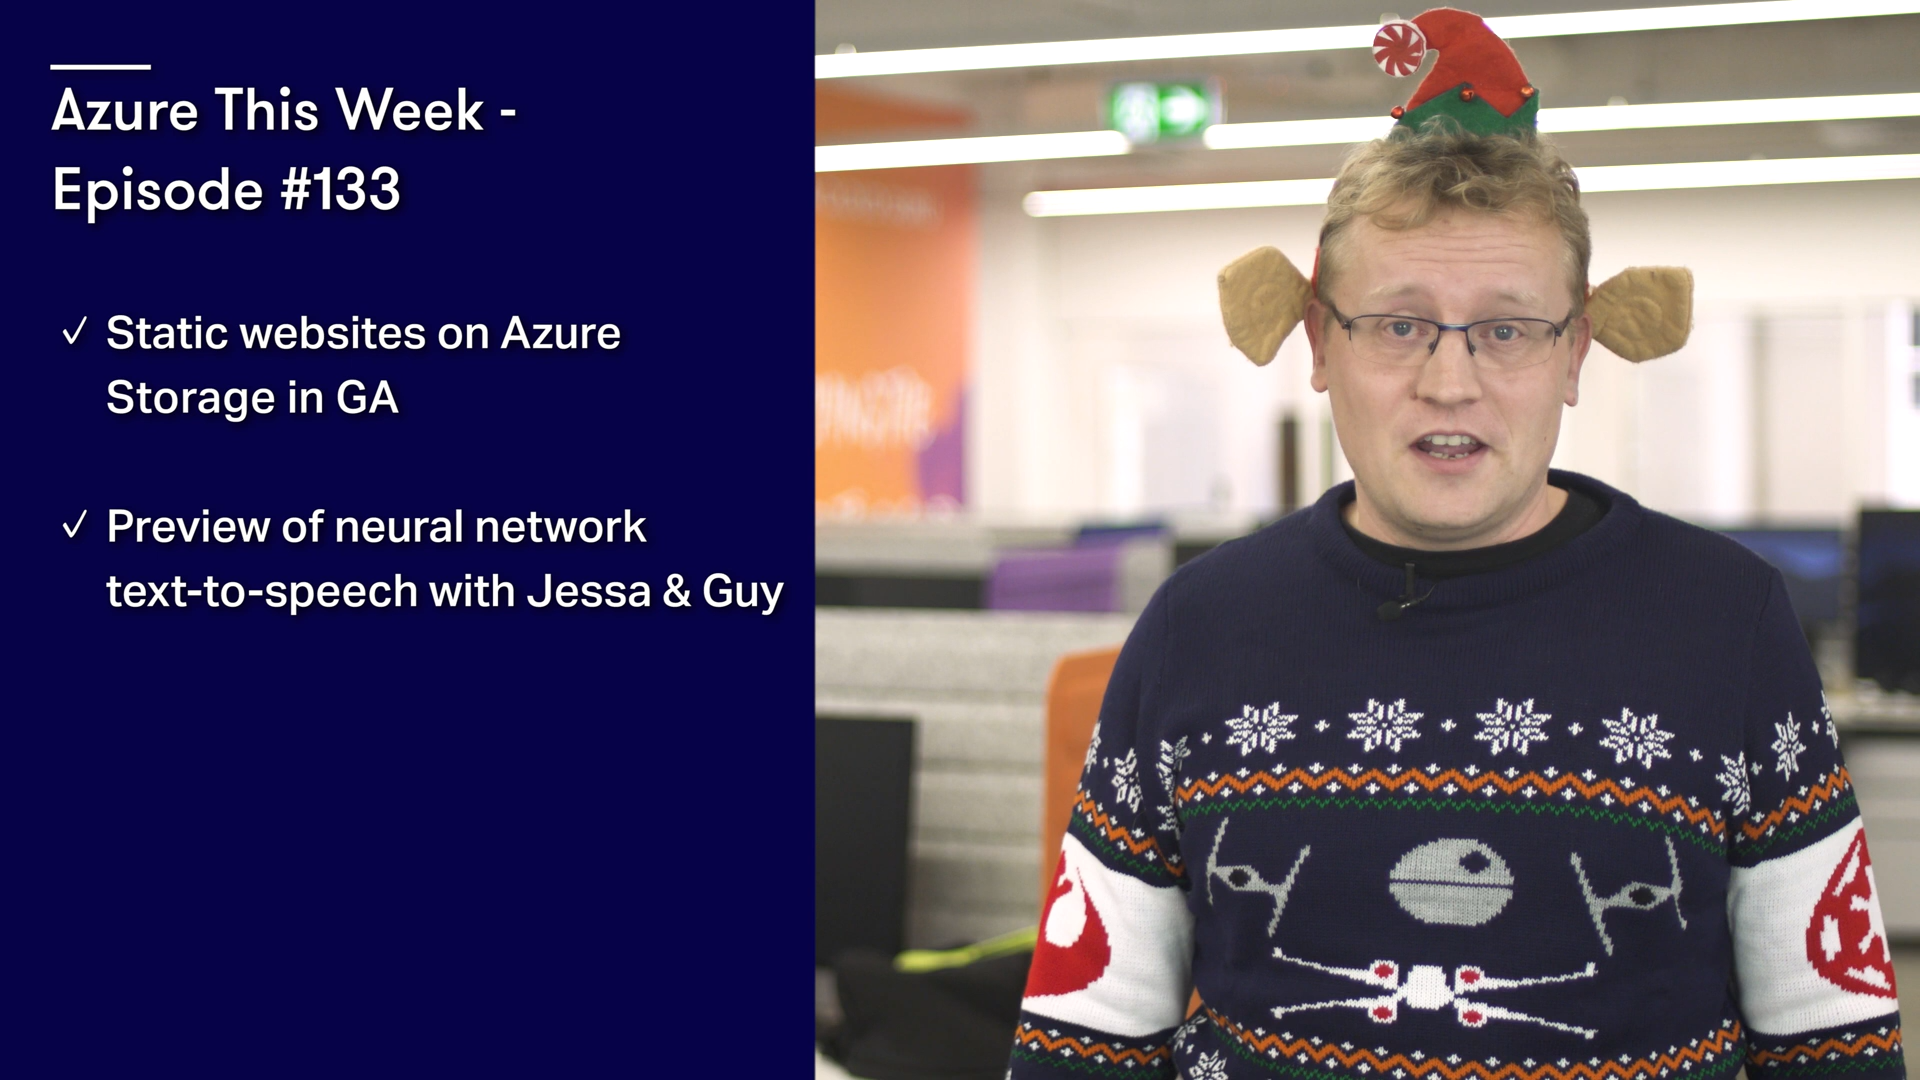 Azure This Week -
Episode #133
✓ Static websites on Azure
Storage in GA
✓ Preview of neural network
text-to-speech with Jessa & Guy